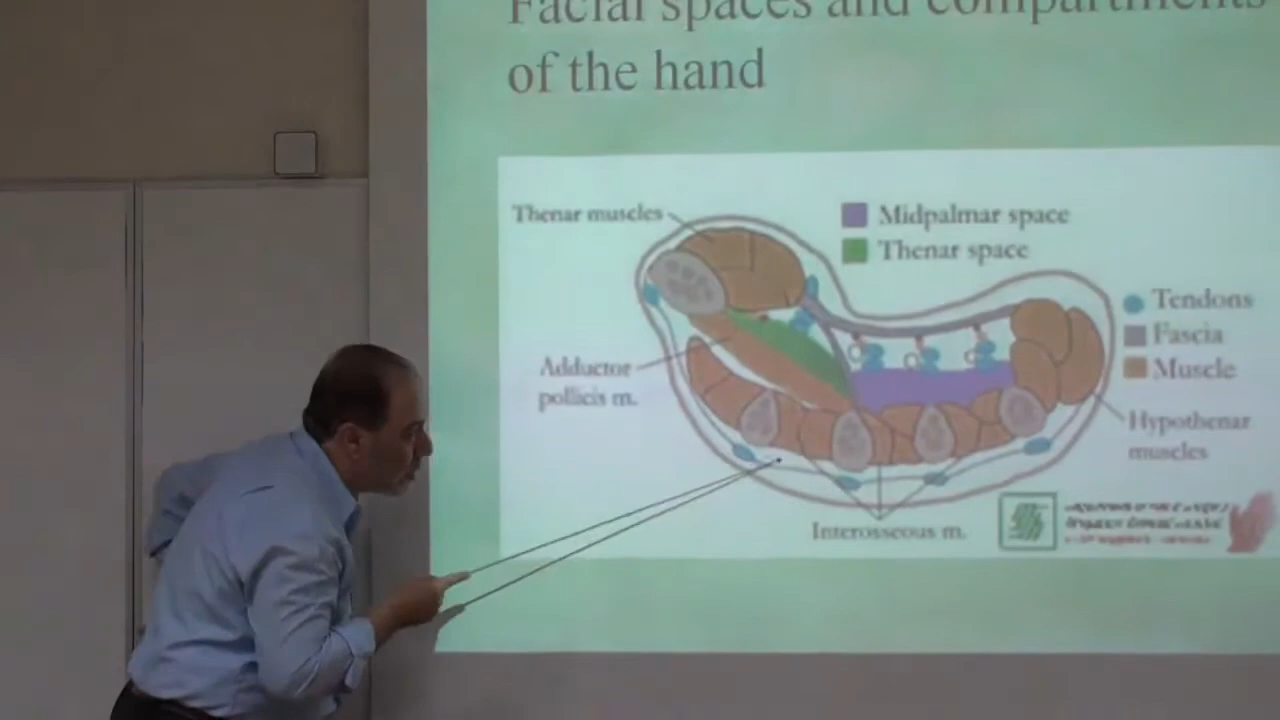 Facial spaces and compartments
of the hand
Thenar muscles
Midpalmar space
Thenar space
Tendons
Fascia
Muscle
Adductor
pollicis m.
Hypothenar
muscles
Interosseous m.